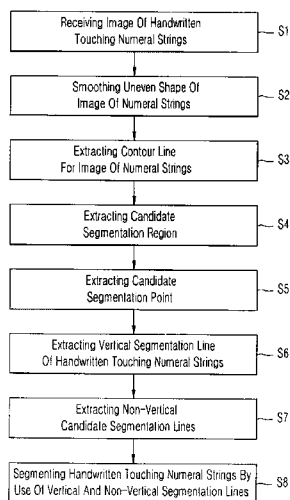 Receiving Image Of Handwritten
Touching Numeral Strings
S1
Smoothing Uneven Shape Of
Image Of Numeral Strings
S2
Extracting Contour Line
For Image Of Numeral Strings
S3
Extracting Candidate
Segmentation Region
S4
Extracting Candidate
Segmentation Point
S5
Extracting Vertical Segmentation Line
Of Handwritten Touching Numeral Strings
S6
Extracting Non-Vertical
Candidate Segmentation Lines
S7
Segmenting Handwritten Touching Numeral Strings By
Use Of Vertical And Non-Vertical Segmentation Lines
S8